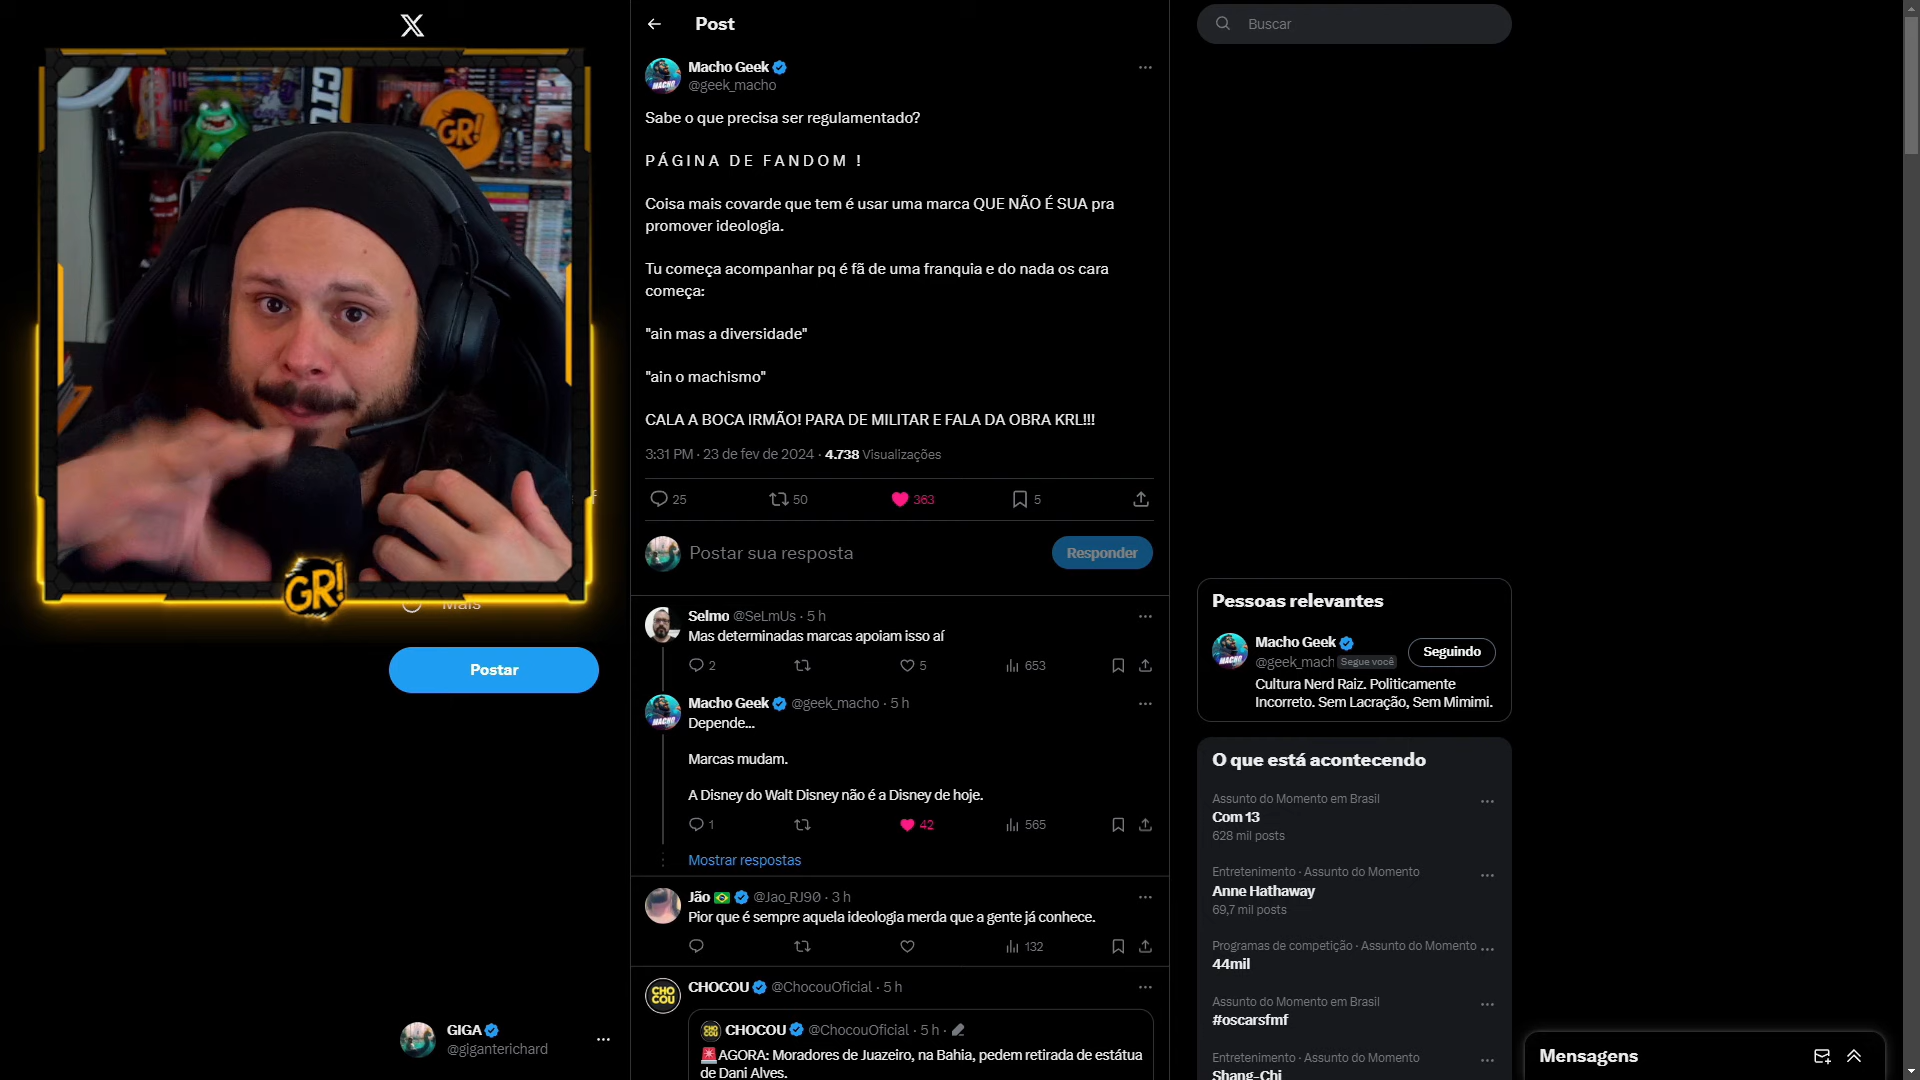 Post
Buscar
Macho Geek
@geek_macho
Sabe o que precisa ser regulamentado?
P Á G I N A  D E  F A N D O M  !
Coisa mais covarde que tem é usar uma marca QUE NÃO É SUA pra
promover ideologia.
Tu começa acompanhar pq é fã de uma franquia e do nada os cara
começa:
"ain mas a diversidade"
"ain o machismo"
CALA A BOCA IRMÃO! PARA DE MILITAR E FALA DA OBRA KRL!!!
3:31 PM · 23 de fev de 2024 · 4.738 Visualizações
25 50 363 5
Postar sua resposta
Responder
GR!
GR!
Mais
Postar
Selmo @SeLmUs · 5 h
Mas determinadas marcas apoiam isso aí
2 5 653
Macho Geek @geek_macho · 5 h
Depende...
Marcas mudam.
A Disney do Walt Disney não é a Disney de hoje.
1 42 565
Mostrar respostas
Jão @Jao_RJ90 · 3 h
Pior que é sempre aquela ideologia merda que a gente já conhece.
132
CHOCOU @ChocouOficial · 5 h
CHOCOU @ChocouOficial · 5 h ·
AGORA: Moradores de Juazeiro, na Bahia, pedem retirada de estátua
de Dani Alves.
GIGA
@giganterichard
Pessoas relevantes
Macho Geek
@geek_mach Segue você
Seguindo
Cultura Nerd Raiz. Politicamente
Incorreto. Sem Lacração, Sem Mimimi.
O que está acontecendo
Assunto do Momento em Brasil
Com 13
628 mil posts
Entretenimento · Assunto do Momento
Anne Hathaway
69,7 mil posts
Programas de competição · Assunto do Momento
44mil
Assunto do Momento em Brasil
#oscarsfmf
Entretenimento · Assunto do Momento
Shang-Chi
Mensagens